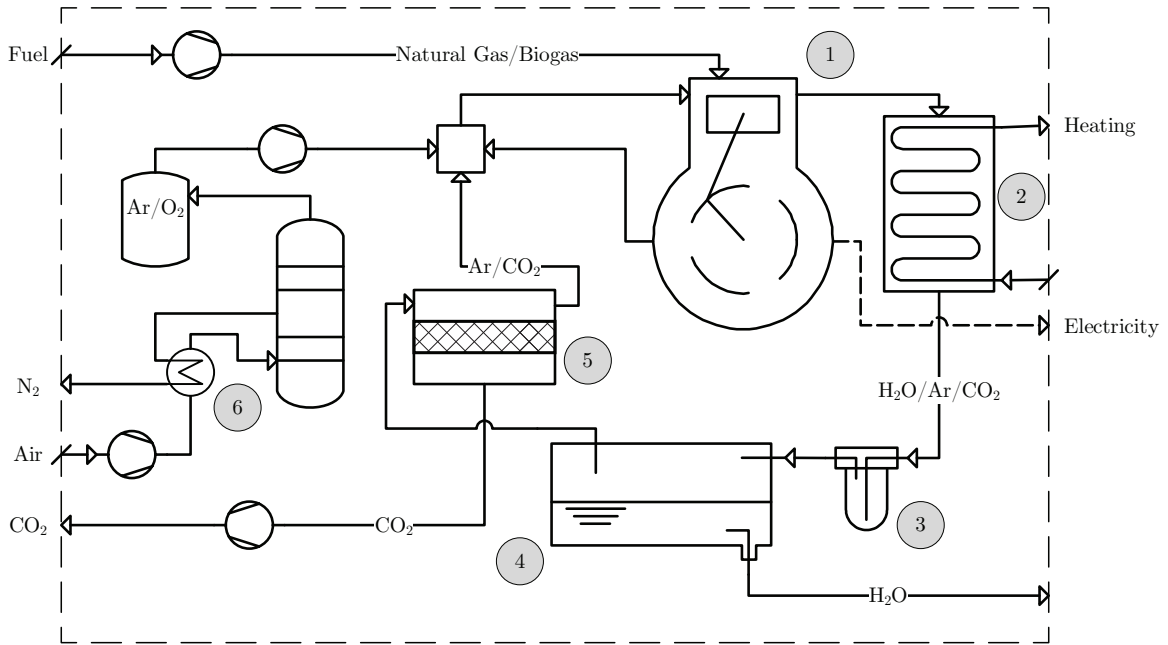 Fuel
Natural Gas/Biogas
1
Heating
Ar/O₂
2
Ar/CO₂
Electricity
5
N₂
6
H₂O/Ar/CO₂
Air
CO₂
CO₂
3
4
H₂O